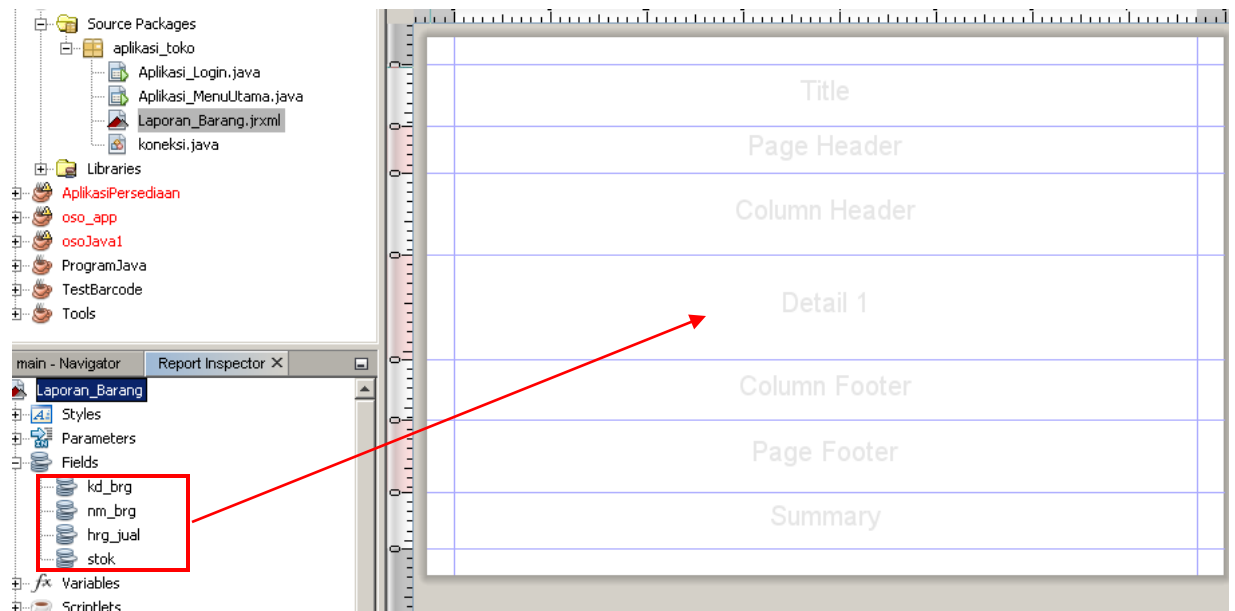 Source Packages
aplikasi_toko
Aplikasi_Login.java
Aplikasi_MenuUtama.java
Laporan_Barang.jrxml
koneksi.java
Libraries
AplikasiPersediaan
oso_app
osoJava1
ProgramJava
TestBarcode
Tools
main - Navigator
Report Inspector
Laporan_Barang
Styles
Parameters
Fields
kd_brg
nm_brg
hrg_jual
stok
Variables
Scriptlets
Title
Page Header
Column Header
Detail 1
Column Footer
Page Footer
Summary